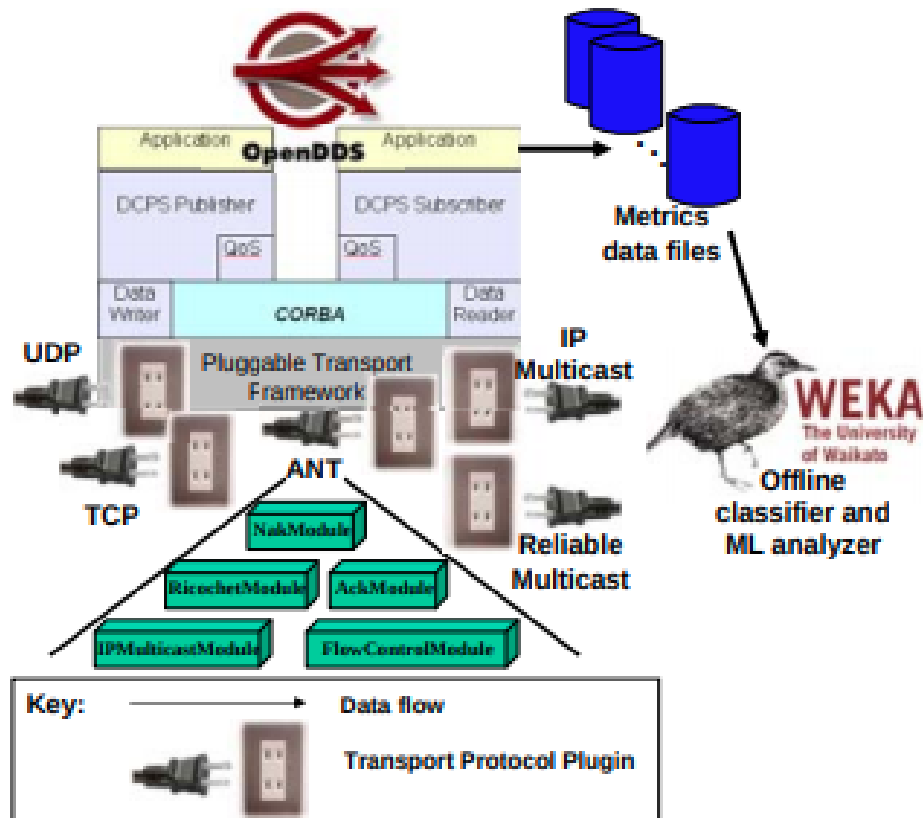 Application
OpenDDS
Application
DCPS Publisher
DCPS Subscriber
QoS
QoS
Data
Writer
CORBA
Data
Reader
Metrics
data files
UDP
Pluggable Transport
Framework
IP
Multicast
WEKA
The University
of Waikato
TCP
ANT
Offline
classifier and
ML analyzer
Reliable
Multicast
NakModule
RicochetModule
AckModule
IPMulticastModule
FlowControlModule
Key:
Data flow
Transport Protocol Plugin